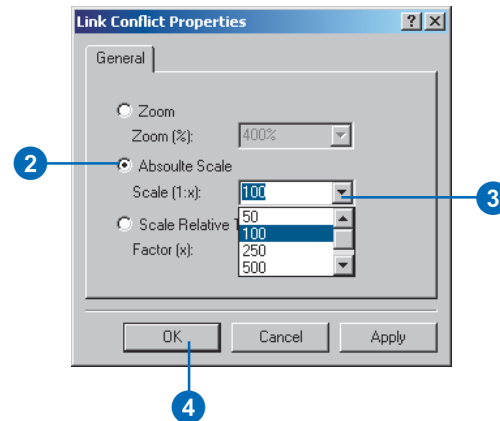 Link Conflict Properties
General
Zoom
Zoom (%): 400%
2
Absoulte Scale
Scale (1:x): 100
3
50
Scale Relative
100
Factor (x): 250
500
OK Cancel Apply
4